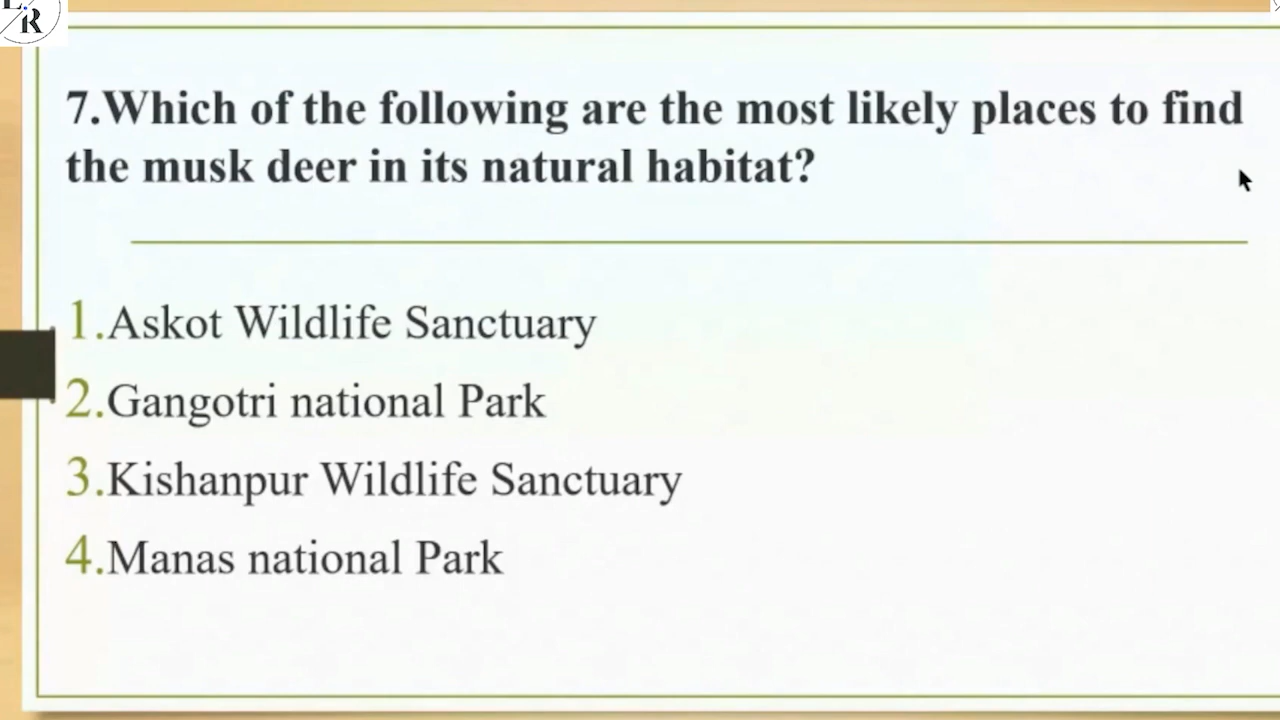 L.
R
7.Which of the following are the most likely places to find
the musk deer in its natural habitat?
1.Askot Wildlife Sanctuary
2.Gangotri national Park
3.Kishanpur Wildlife Sanctuary
4.Manas national Park